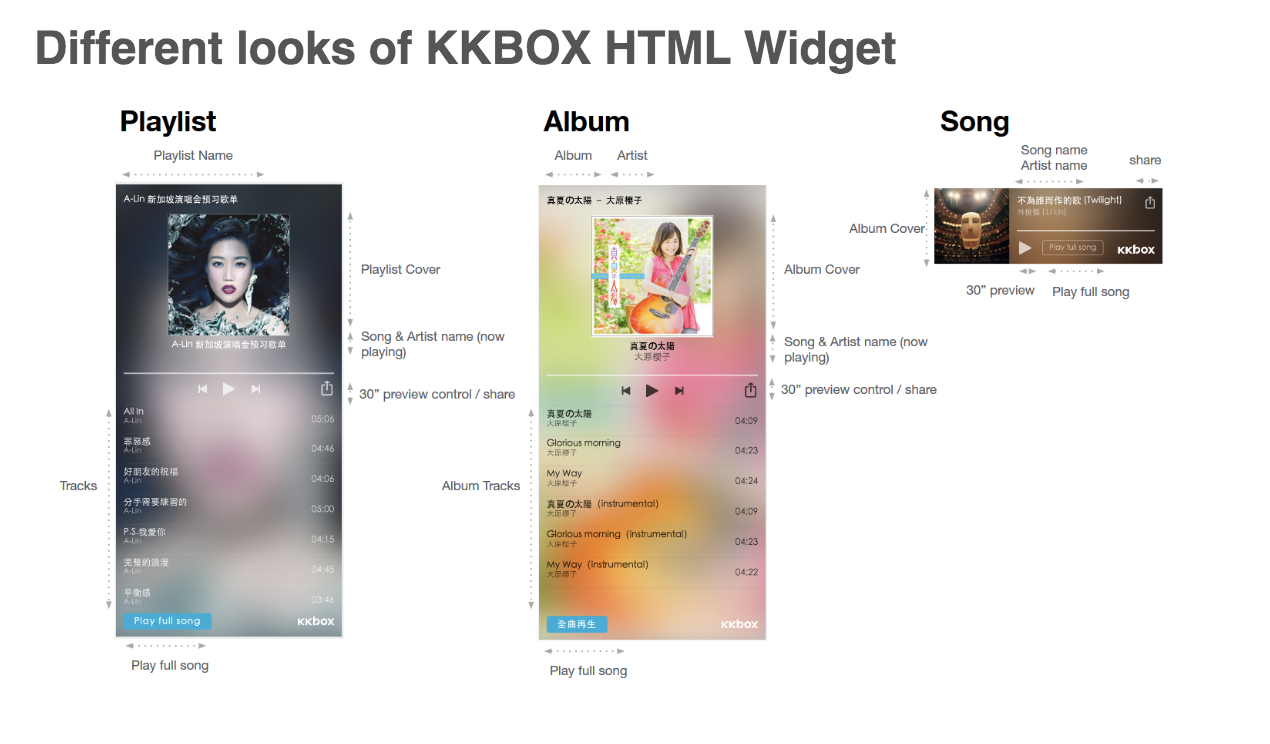 Different looks of KKBOX HTML Widget
Playlist
Playlist Name
A-Lin 新加坡演唱会预习歌单
Playlist Cover
A-Lin 新加坡演唱会预习歌单
Song & Artist name (now
playing)
30” preview control / share
Tracks
All In
A-Lin
05:06
罪惡感
A-Lin
04:46
好朋友的祝福
A-Lin
04:06
分手需要練習的
A-Lin
05:00
P.S.我愛你
A-Lin
04:15
完整的浪漫
A-Lin
04:45
平衡感
A-Lin
03:46
Play full song
KKBOX
Play full song
Album
Album
Artist
真夏の太陽 – 大原櫻子
真夏の太陽
Album Cover
真夏の太陽
大原櫻子
Song & Artist name (now
playing)
30” preview control / share
Album Tracks
真夏の太陽
大原櫻子
04:09
Glorious morning
大原櫻子
04:23
My Way
大原櫻子
04:24
真夏の太陽 (instrumental)
大原櫻子
04:09
Glorious morning (instrumental)
大原櫻子
04:23
My Way (instrumental)
大原櫻子
04:22
全曲再生
KKBOX
Play full song
Song
Song name
Artist name
share
Album Cover
不為誰而作的歌 (Twilight)
林俊傑 (JJ Lin)
Play full song
KKBOX
30” preview
Play full song